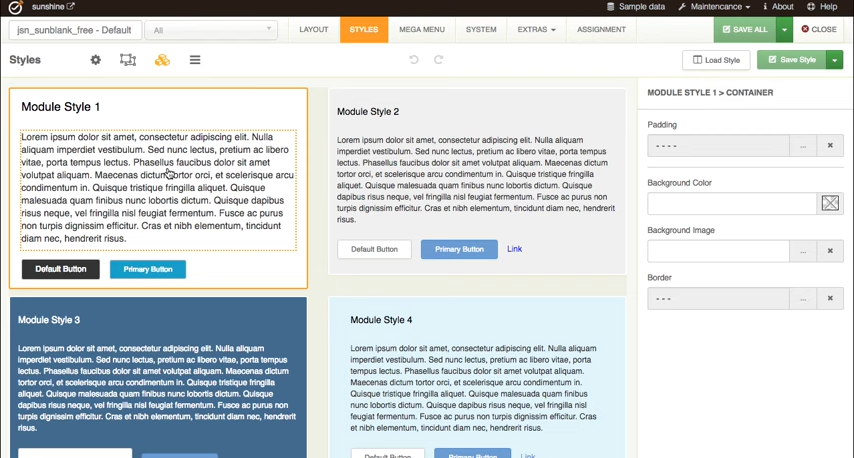 sunshine
Sample data
Maintencance
About
Help
jsn_sunblank_free - Default
All
LAYOUT
STYLES
MEGA MENU
SYSTEM
EXTRAS
ASSIGNMENT
SAVE ALL
CLOSE
Styles
Load Style
Save Style
Module Style 1
Lorem ipsum dolor sit amet, consectetur adipiscing elit. Nulla
aliquam imperdiet vestibulum. Sed nunc lectus, pretium ac libero
vitae, porta tempus lectus. Phasellus faucibus dolor sit amet
volutpat aliquam. Maecenas dictum tortor orci, et scelerisque arcu
condimentum in. Quisque tristique fringilla aliquet. Quisque
malesuada quam finibus nunc lobortis dictum. Quisque dapibus
risus neque, vel fringilla nisl feugiat fermentum. Fusce ac purus
non turpis dignissim efficitur. Cras et nibh elementum, tincidunt
diam nec, hendrerit risus.
Default Button
Primary Button
Module Style 2
Lorem ipsum dolor sit amet, consectetur adipiscing elit. Nulla aliquam
imperdiet vestibulum. Sed nunc lectus, pretium ac libero vitae, porta tempus
lectus. Phasellus faucibus dolor sit amet volutpat aliquam. Maecenas dictum
tortor orci, et scelerisque arcu condimentum in. Quisque tristique fringilla
aliquet. Quisque malesuada quam finibus nunc lobortis dictum. Quisque
dapibus risus neque, vel fringilla nisl feugiat fermentum. Fusce ac purus non
turpis dignissim efficitur. Cras et nibh elementum, tincidunt diam nec, hendrerit
risus.
Default Button
Primary Button
Link
Module Style 3
Lorem ipsum dolor sit amet, consectetur adipiscing elit. Nulla aliquam
imperdiet vestibulum. Sed nunc lectus, pretium ac libero vitae, porta tempus
lectus. Phasellus faucibus dolor sit amet volutpat aliquam. Maecenas dictum
tortor orci, et scelerisque arcu condimentum in. Quisque tristique fringilla
aliquet. Quisque malesuada quam finibus nunc lobortis dictum. Quisque
dapibus risus neque, vel fringilla nisl feugiat fermentum. Fusce ac purus non
turpis dignissim efficitur. Cras et nibh elementum, tincidunt diam nec, hendrerit
risus.
Module Style 4
Lorem ipsum dolor sit amet, consectetur adipiscing elit. Nulla aliquam
imperdiet vestibulum. Sed nunc lectus, pretium ac libero vitae, porta
tempus lectus. Phasellus faucibus dolor sit amet volutpat aliquam.
Maecenas dictum tortor orci, et scelerisque arcu condimentum in.
Quisque tristique fringilla aliquet. Quisque malesuada quam finibus
nunc lobortis dictum. Quisque dapibus risus neque, vel fringilla nisl
feugiat fermentum. Fusce ac purus non turpis dignissim efficitur. Cras
et nibh elementum, tincidunt diam nec, hendrerit risus.
Default Button
Primary Button
Link
MODULE STYLE 1 > CONTAINER
Padding
- - - -
...
Background Color
Background Image
...
Border
- - -
...